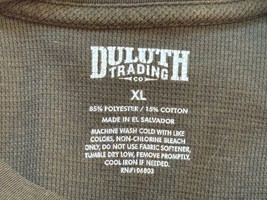 DULUTH
TRADING
CO
XL
85% POLYESTER / 15% COTTON
MADE IN EL SALVADOR
MACHINE WASH COLD WITH LIKE
COLORS, NON-CHLORINE BLEACH
ONLY, DO NOT USE FABRIC SOFTENER,
TUMBLE DRY LOW, REMOVE PROMPTLY,
COOL IRON IF NEEDED.
RN#106803